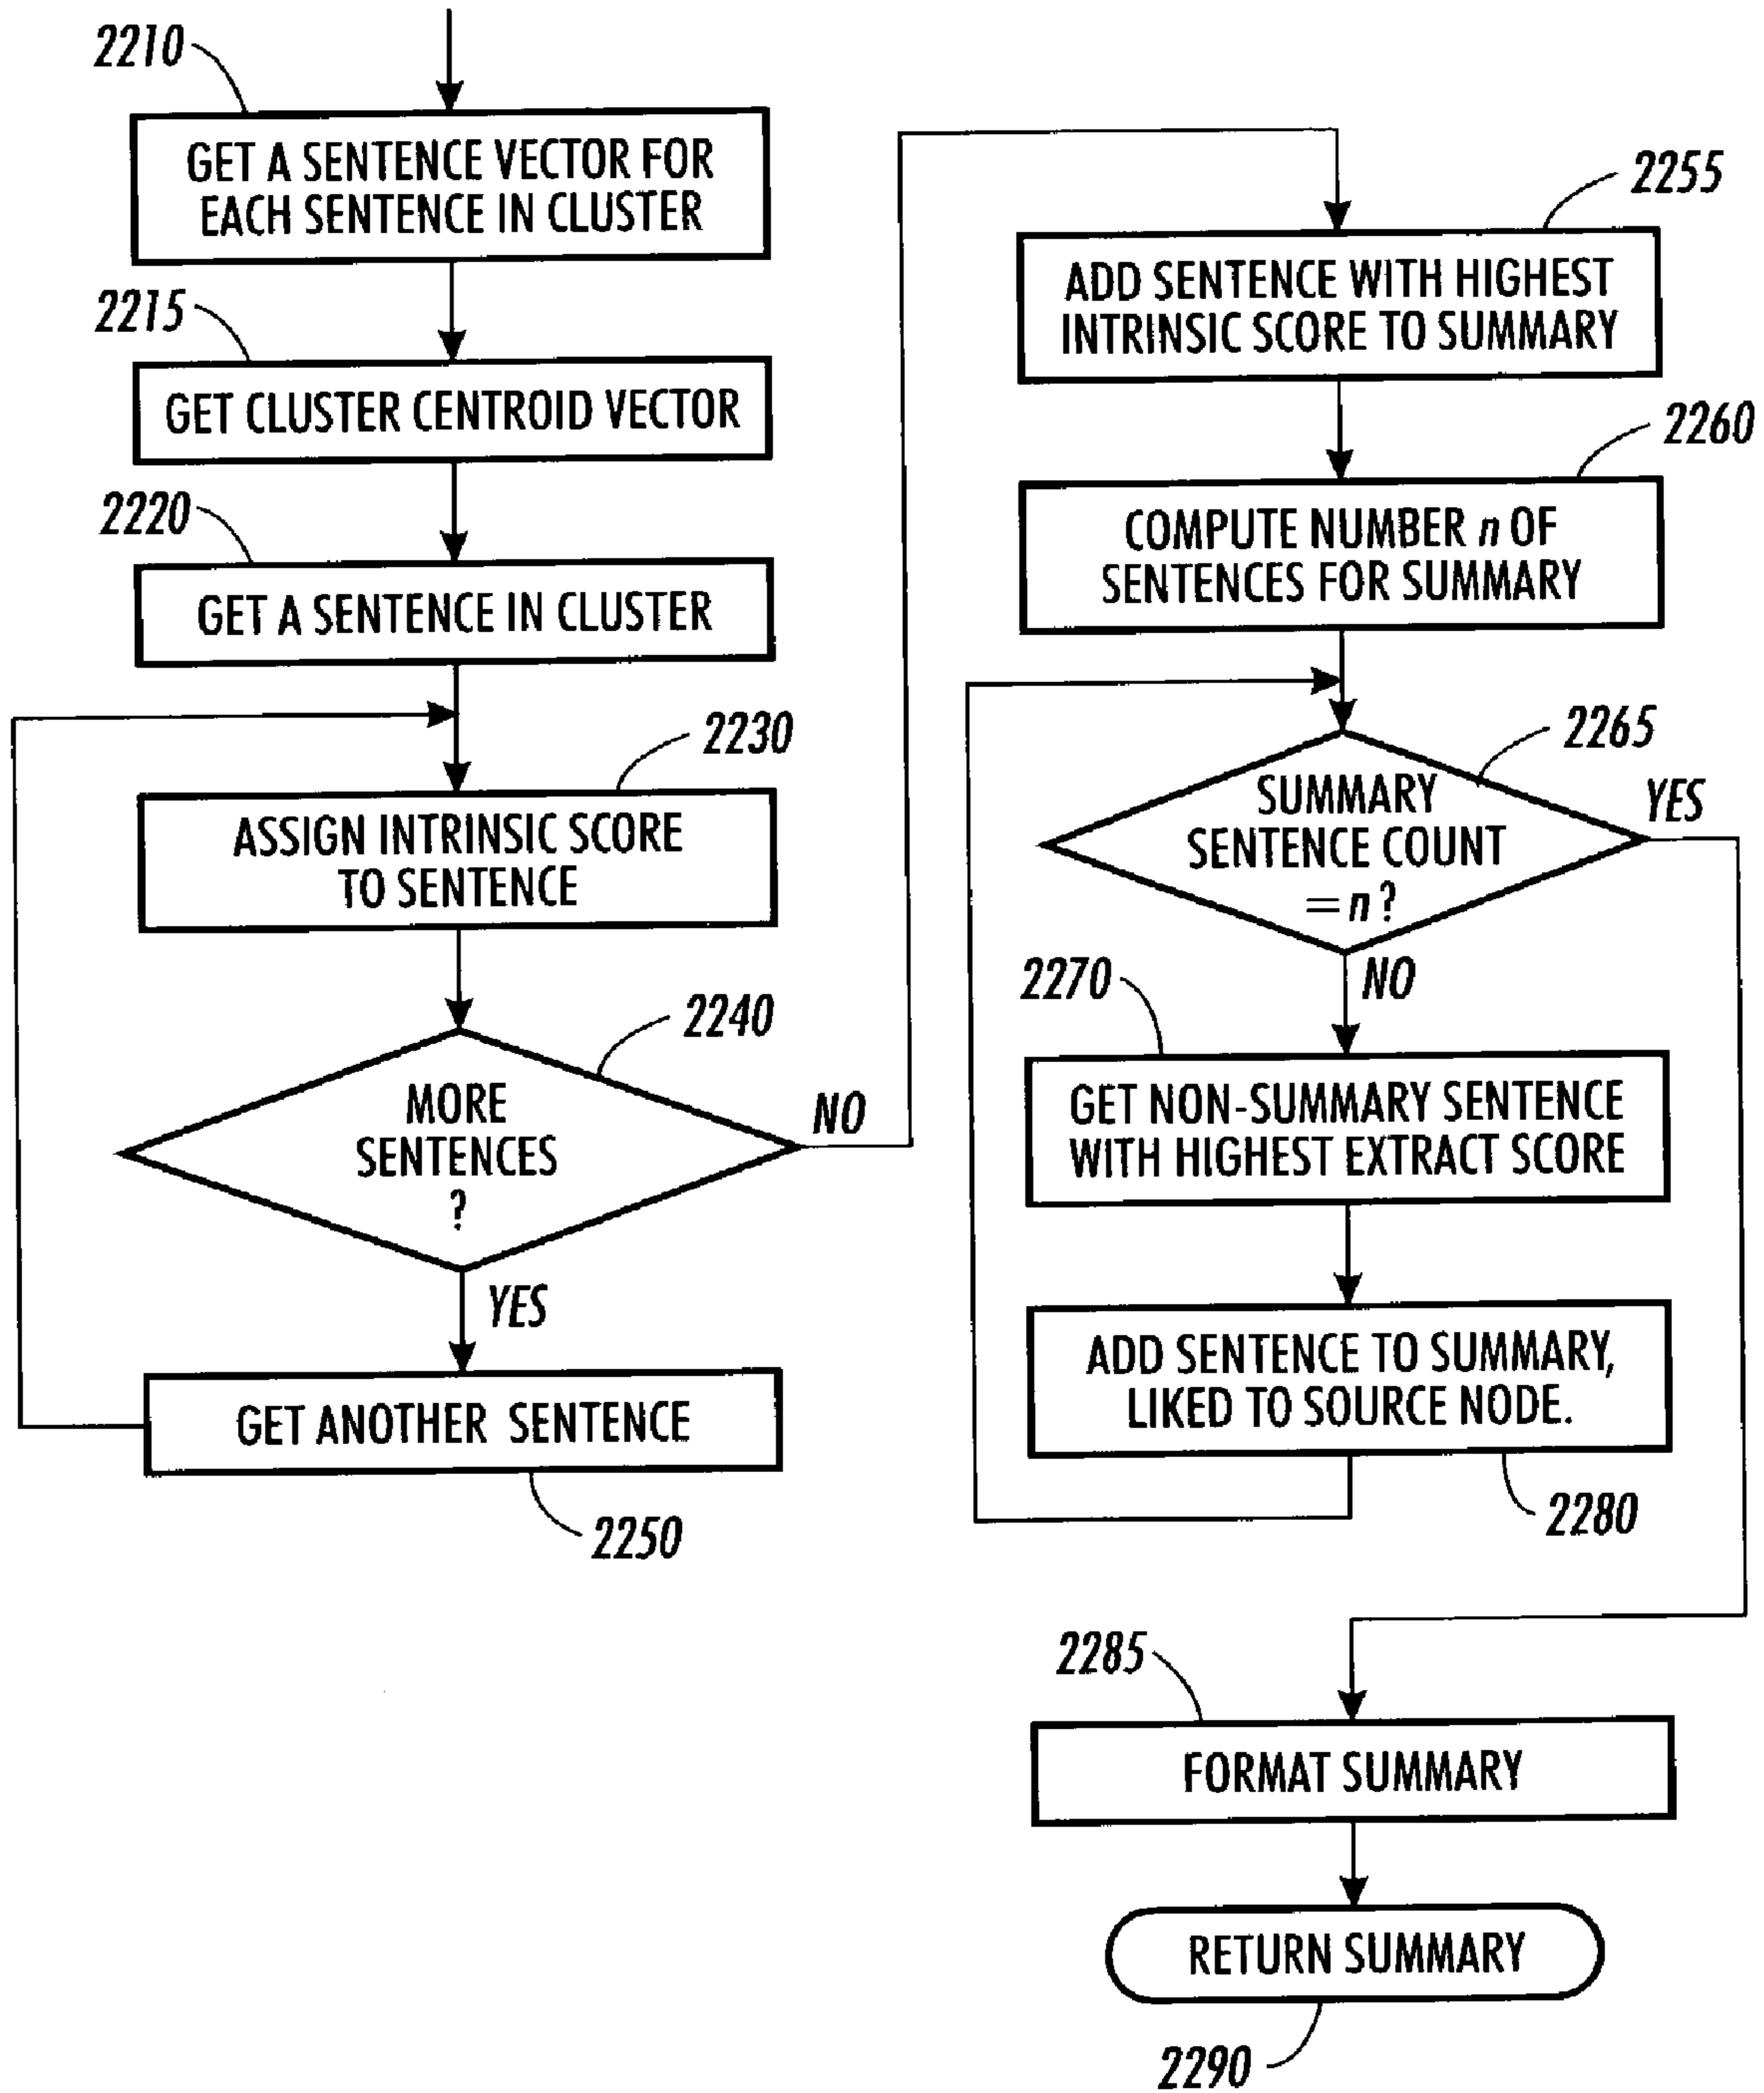 2210
GET A SENTENCE VECTOR FOR
EACH SENTENCE IN CLUSTER
2215
GET CLUSTER CENTROID VECTOR
2220
GET A SENTENCE IN CLUSTER
2230
ASSIGN INTRINSIC SCORE
TO SENTENCE
2240
MORE
SENTENCES
?
NO
YES
GET ANOTHER SENTENCE
2250
2255
ADD SENTENCE WITH HIGHEST
INTRINSIC SCORE TO SUMMARY
2260
COMPUTE NUMBER n OF
SENTENCES FOR SUMMARY
2265
SUMMARY
SENTENCE COUNT
= n ?
YES
NO
2270
GET NON-SUMMARY SENTENCE
WITH HIGHEST EXTRACT SCORE
ADD SENTENCE TO SUMMARY,
LIKED TO SOURCE NODE.
2280
2285
FORMAT SUMMARY
RETURN SUMMARY
2290